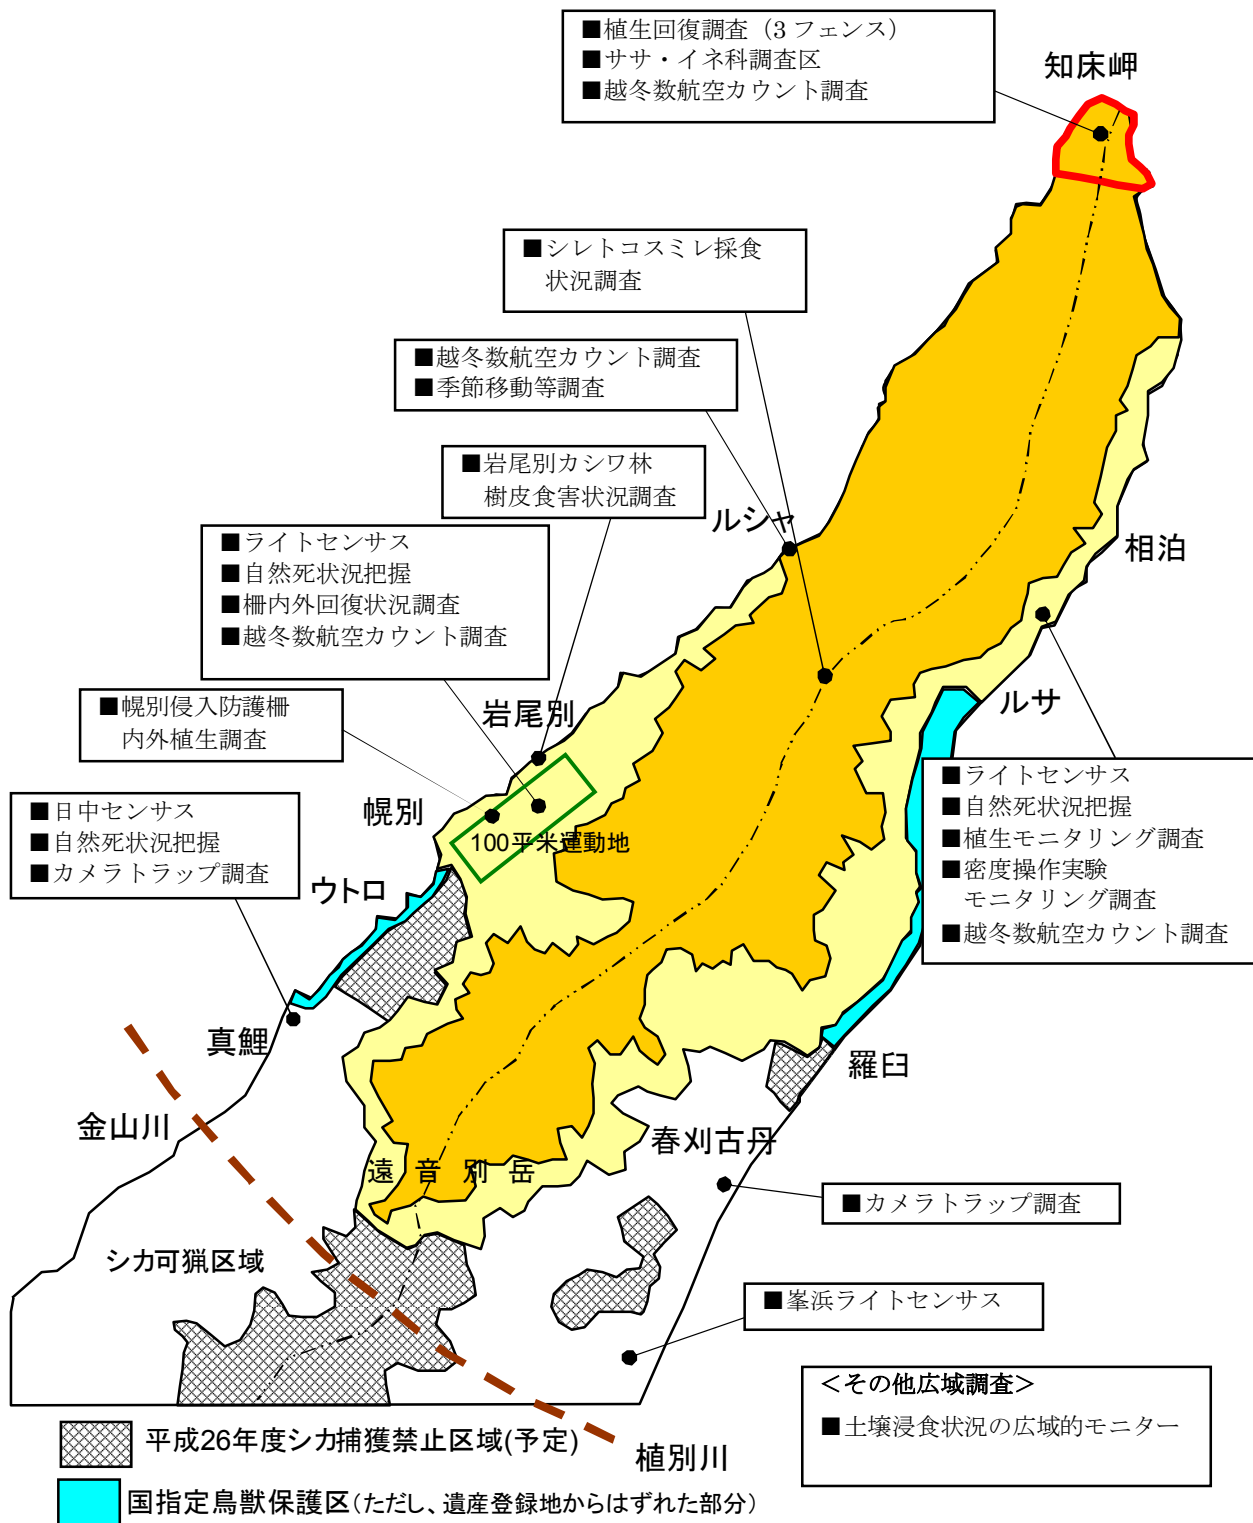 ■植生回復調査（3 フェンス）
■ササ・イネ科調査区
■越冬数航空カウント調査
知床岬
■シレトコスミレ採食
状況調査
■越冬数航空カウント調査
■季節移動等調査
■岩尾別カシワ林
樹皮食害状況調査
ルシャ
相泊
■ライトセンサス
■自然死状況把握
■柵内外回復状況調査
■越冬数航空カウント調査
■幌別侵入防護柵
内外植生調査
岩尾別
ルサ
■日中センサス
■自然死状況把握
■カメラトラップ調査
幌別
100平米運動地
ウトロ
■ライトセンサス
■自然死状況把握
■植生モニタリング調査
■密度操作実験
モニタリング調査
■越冬数航空カウント調査
真鯉
羅臼
金山川
春刈古丹
遠音別岳
■カメラトラップ調査
シカ可猟区域
■峯浜ライトセンサス
＜その他広域調査＞
■土壌浸食状況の広域的モニター
平成26年度シカ捕獲禁止区域(予定)
植別川
国指定鳥獣保護区(ただし、遺産登録地からはずれた部分)